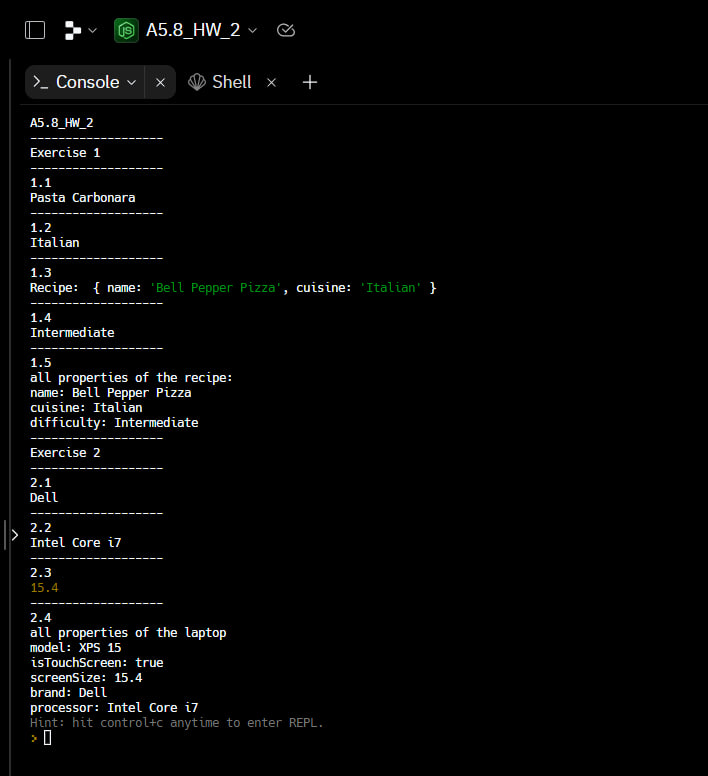 A5.8_HW_2
Console
Shell
A5.8_HW_2
-------------------
Exercise 1
-------------------
1.1
Pasta Carbonara
-------------------
1.2
Italian
-------------------
1.3
Recipe:  { name: 'Bell Pepper Pizza', cuisine: 'Italian' }
-------------------
1.4
Intermediate
-------------------
1.5
all properties of the recipe:
name: Bell Pepper Pizza
cuisine: Italian
difficulty: Intermediate
-------------------
Exercise 2
-------------------
2.1
Dell
-------------------
2.2
Intel Core i7
-------------------
2.3
15.4
-------------------
2.4
all properties of the laptop
model: XPS 15
isTouchScreen: true
screenSize: 15.4
brand: Dell
processor: Intel Core i7
Hint: hit control+c anytime to enter REPL.
>